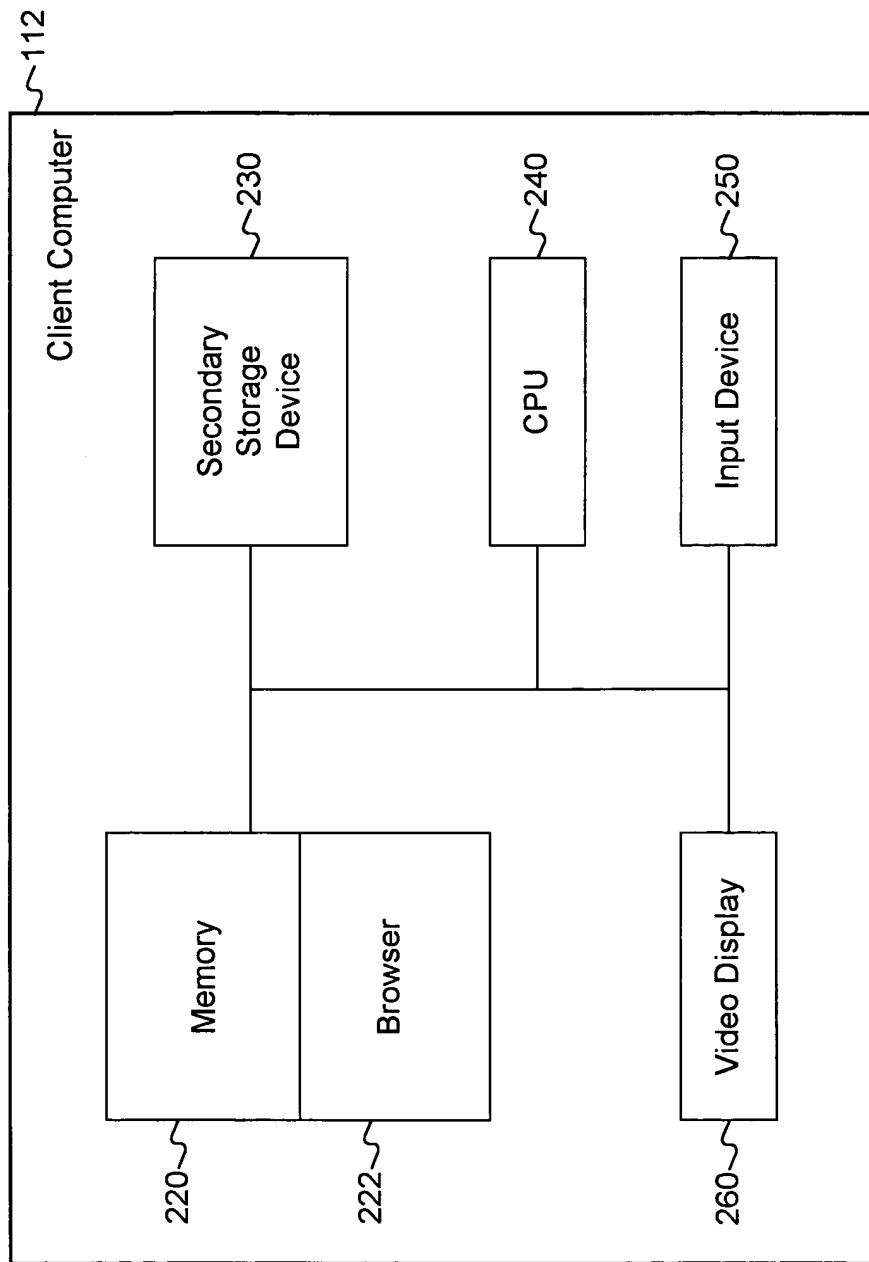 Client Computer
112
Memory
220
Browser
222
Secondary
Storage
Device
230
CPU
240
Video Display
260
Input Device
250